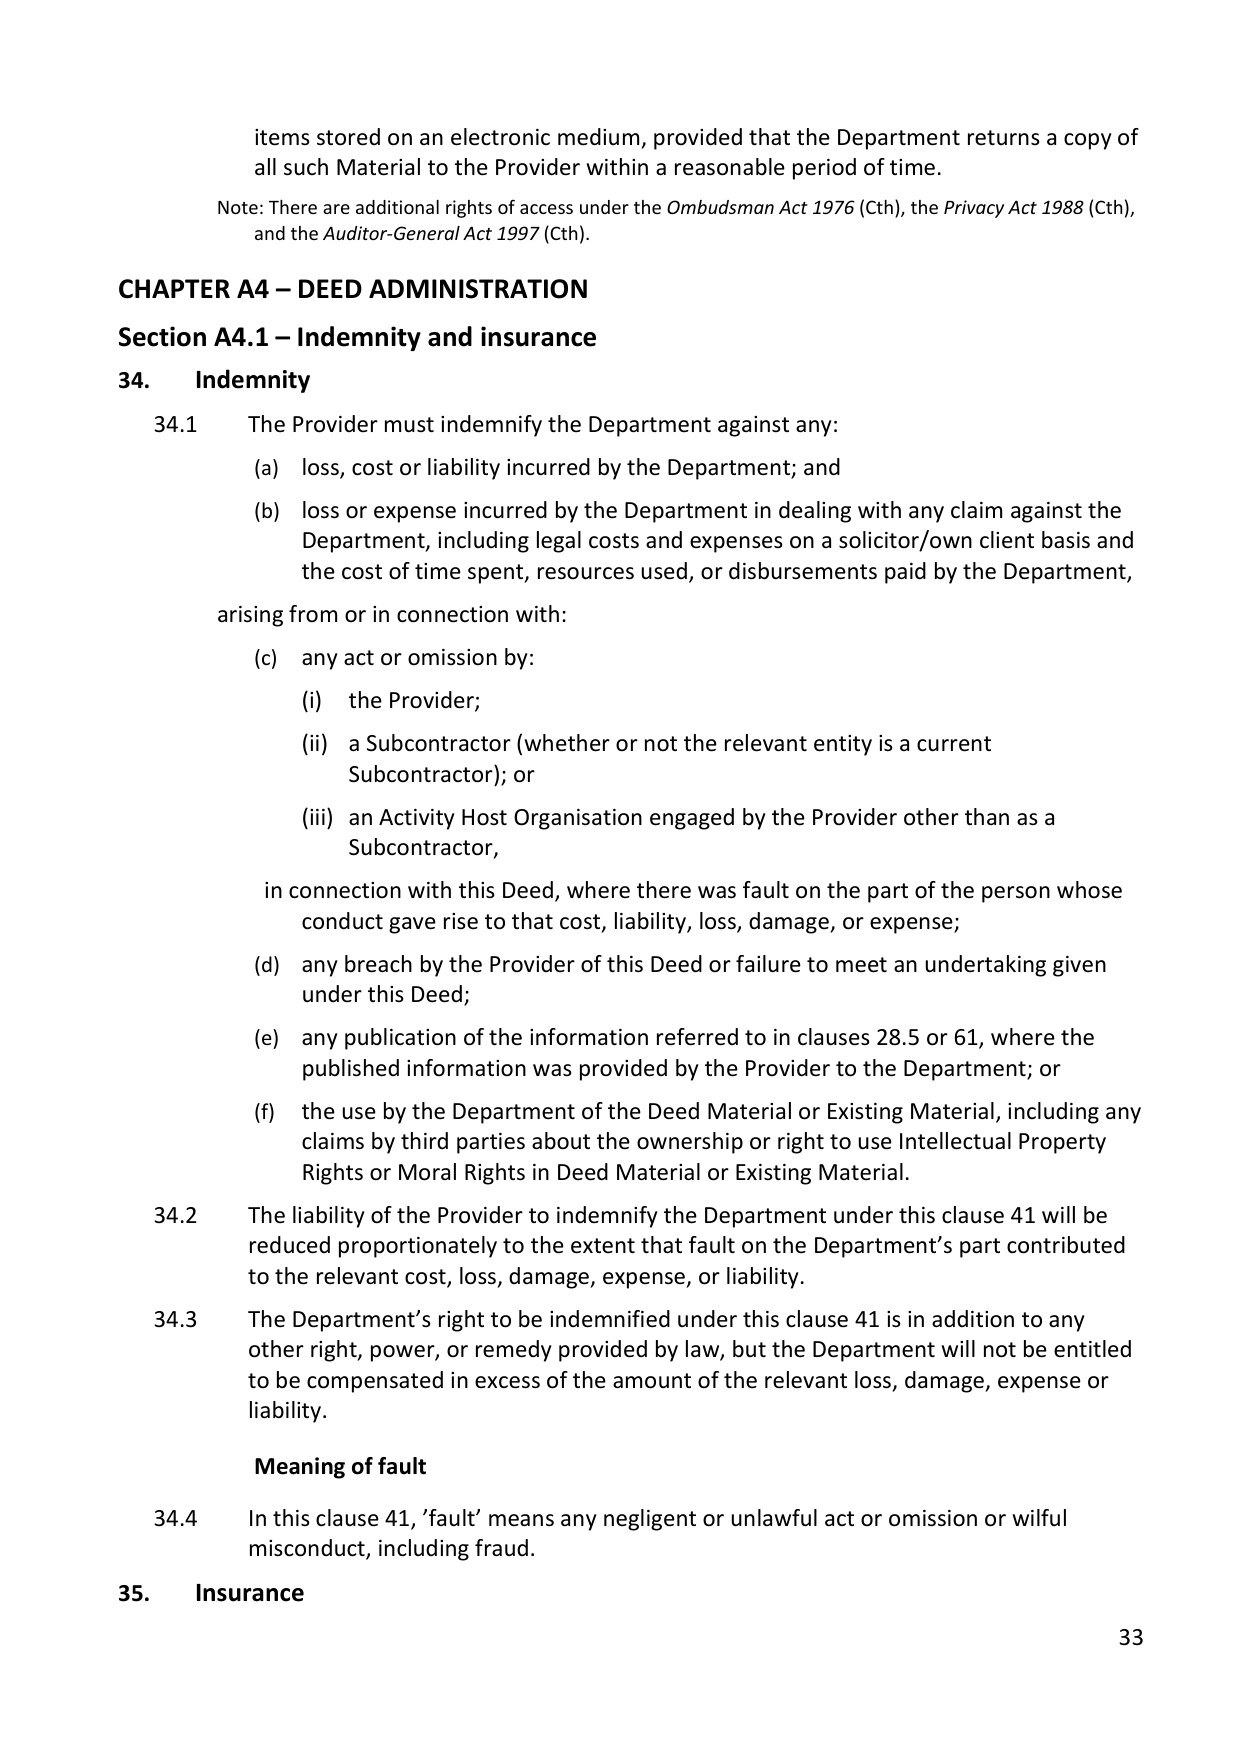 items stored on an electronic medium, provided that the Department returns a copy of
all such Material to the Provider within a reasonable period of time.
Note: There are additional rights of access under the Ombudsman Act 1976 (Cth), the Privacy Act 1988 (Cth),
and the Auditor-General Act 1997 (Cth).
CHAPTER A4 – DEED ADMINISTRATION
Section A4.1 – Indemnity and insurance
34. Indemnity
34.1 The Provider must indemnify the Department against any:
(a) loss, cost or liability incurred by the Department; and
(b) loss or expense incurred by the Department in dealing with any claim against the
Department, including legal costs and expenses on a solicitor/own client basis and
the cost of time spent, resources used, or disbursements paid by the Department,
arising from or in connection with:
(c) any act or omission by:
(i) the Provider;
(ii) a Subcontractor (whether or not the relevant entity is a current
Subcontractor); or
(iii) an Activity Host Organisation engaged by the Provider other than as a
Subcontractor,
in connection with this Deed, where there was fault on the part of the person whose
conduct gave rise to that cost, liability, loss, damage, or expense;
(d) any breach by the Provider of this Deed or failure to meet an undertaking given
under this Deed;
(e) any publication of the information referred to in clauses 28.5 or 61, where the
published information was provided by the Provider to the Department; or
(f) the use by the Department of the Deed Material or Existing Material, including any
claims by third parties about the ownership or right to use Intellectual Property
Rights or Moral Rights in Deed Material or Existing Material.
34.2 The liability of the Provider to indemnify the Department under this clause 41 will be
reduced proportionately to the extent that fault on the Department’s part contributed
to the relevant cost, loss, damage, expense, or liability.
34.3 The Department’s right to be indemnified under this clause 41 is in addition to any
other right, power, or remedy provided by law, but the Department will not be entitled
to be compensated in excess of the amount of the relevant loss, damage, expense or
liability.
Meaning of fault
34.4 In this clause 41, ’fault’ means any negligent or unlawful act or omission or wilful
misconduct, including fraud.
35. Insurance
33